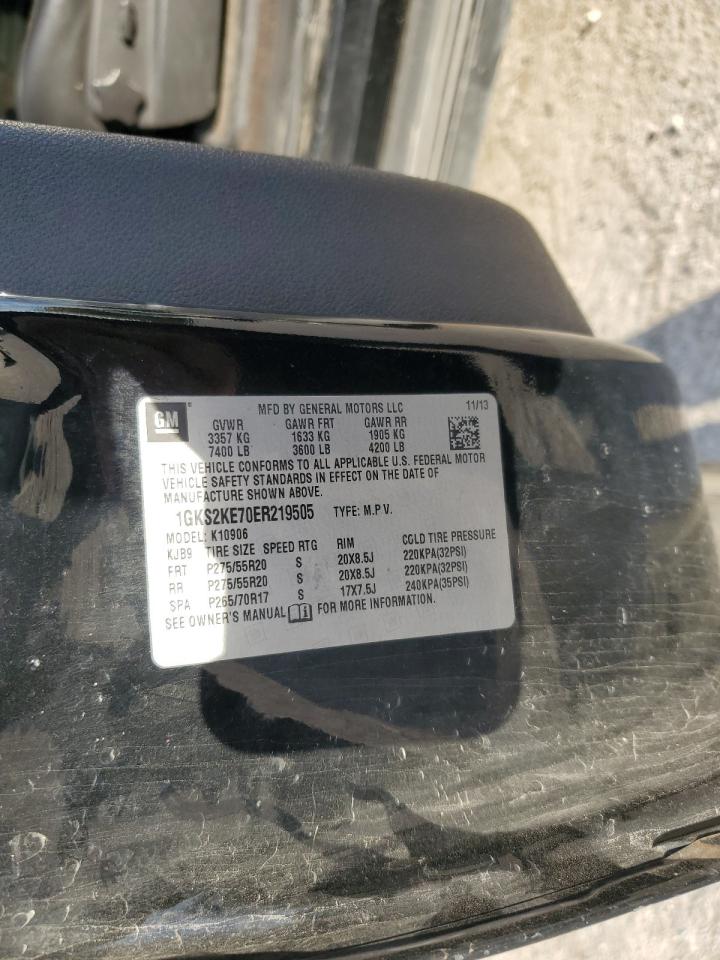 GM ® MFD BY GENERAL MOTORS LLC 11/13
GVWR GAWR FRT GAWR RR
3357 KG 1633 KG 1905 KG
7400 LB 3600 LB 4200 LB
THIS VEHICLE CONFORMS TO ALL APPLICABLE U.S. FEDERAL MOTOR
VEHICLE SAFETY STANDARDS IN EFFECT ON THE DATE OF
MANUFACTURE SHOWN ABOVE.
1GKS2KE70ER219505 TYPE: M.P.V.
MODEL: K10906
KJB9 TIRE SIZE SPEED RTG RIM COLD TIRE PRESSURE
FRT P275/55R20 S 20X8.5J 220KPA(32PSI)
RR P275/55R20 S 20X8.5J 220KPA(32PSI)
SPA P265/70R17 S 17X7.5J 240KPA(35PSI)
SEE OWNER'S MANUAL FOR MORE INFORMATION.